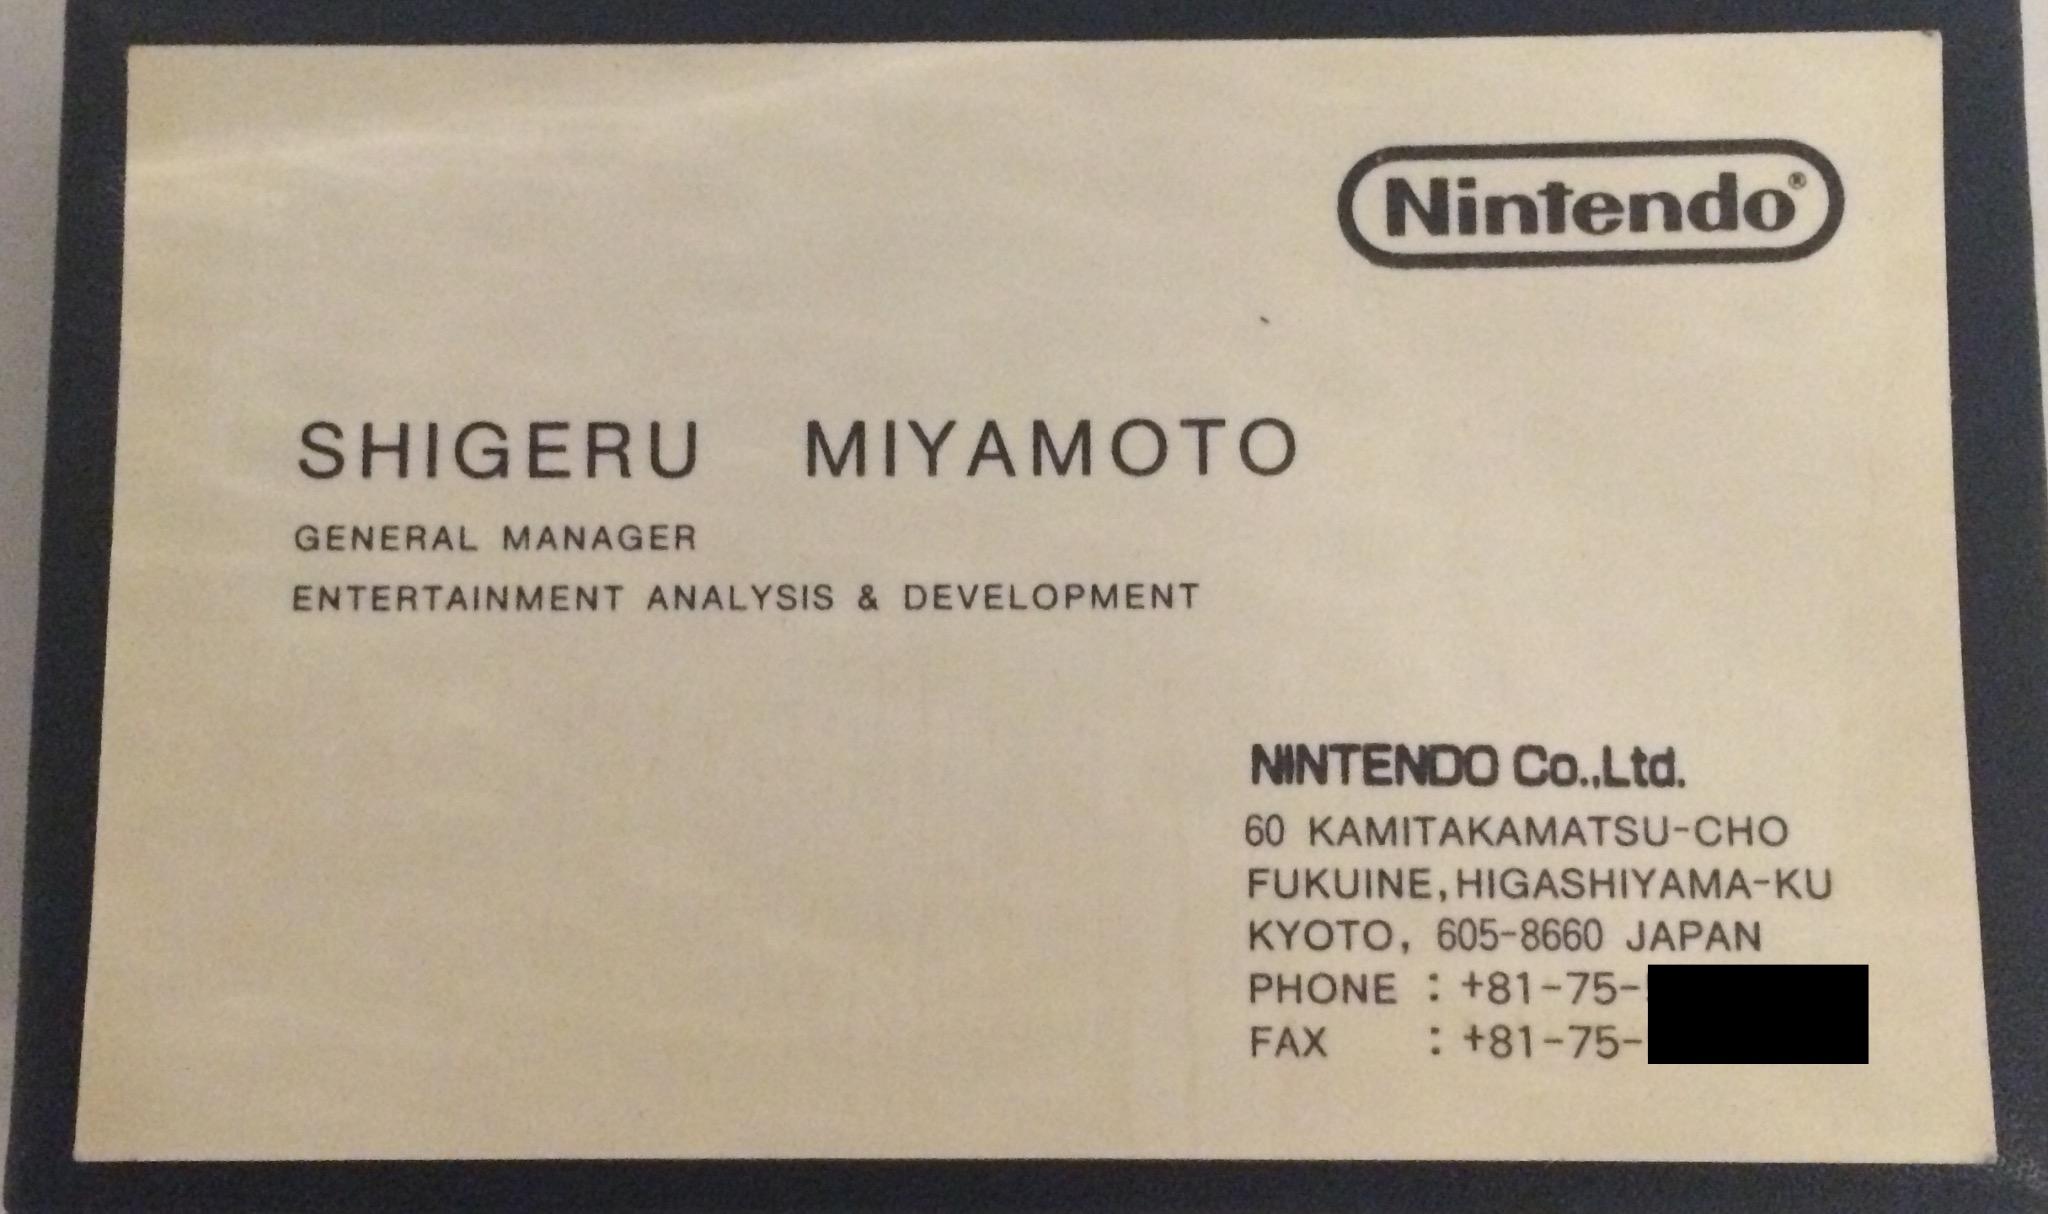 Nintendo®
SHIGERU MIYAMOTO
GENERAL MANAGER
ENTERTAINMENT ANALYSIS & DEVELOPMENT
NINTENDO Co.,Ltd.
60 KAMITAKAMATSU-CHO
FUKUINE,HIGASHIYAMA-KU
KYOTO, 605-8660 JAPAN
PHONE : +81-75-
FAX : +81-75-